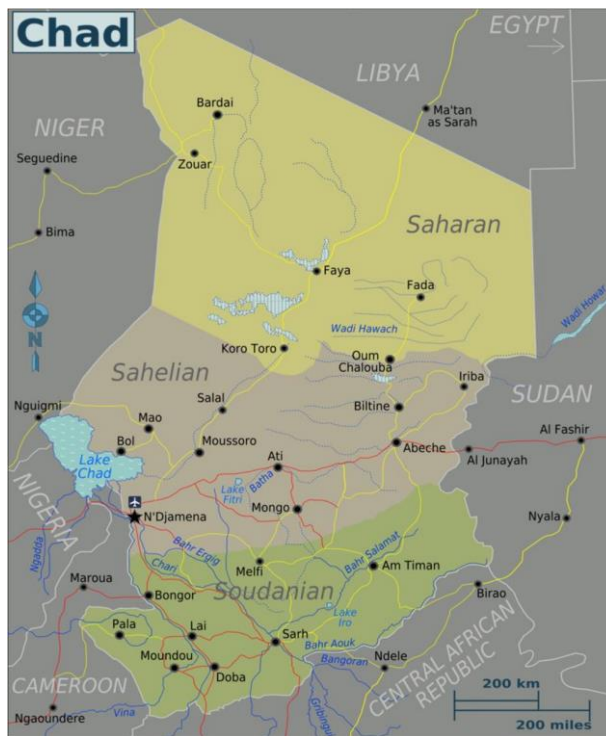 Chad
EGYPT
LIBYA
NIGER
Bardai
Ma'tan
as Sarah
Seguedine
Zouar
Bima
Saharan
Faya
Fada
Wadi Hawach
Wadi Howar
Koro Toro
Oum
Chalouba
Sahelian
Iriba
SUDAN
Nguigmi
Mao
Salal
Biltine
Al Fashir
Bol
Moussoro
Ati
Abeche
Al Junaynah
Lake
Chad
Lake
Fitri
Batha
NIGERIA
N'Djamena
Mongo
Nyala
Ngadda
Bahr Ergig
Chari
Melfi
Bahr Salamat
Am Timan
Maroua
Bongor
Soudanian
Birao
Lake
Iro
Pala
Lai
Sarh
Bahr Aouk
Bangoran
Ndele
Moundou
Doba
CENTRAL AFRICAN
REPUBLIC
CAMEROON
Vina
Ngaoundere
200 km
200 miles